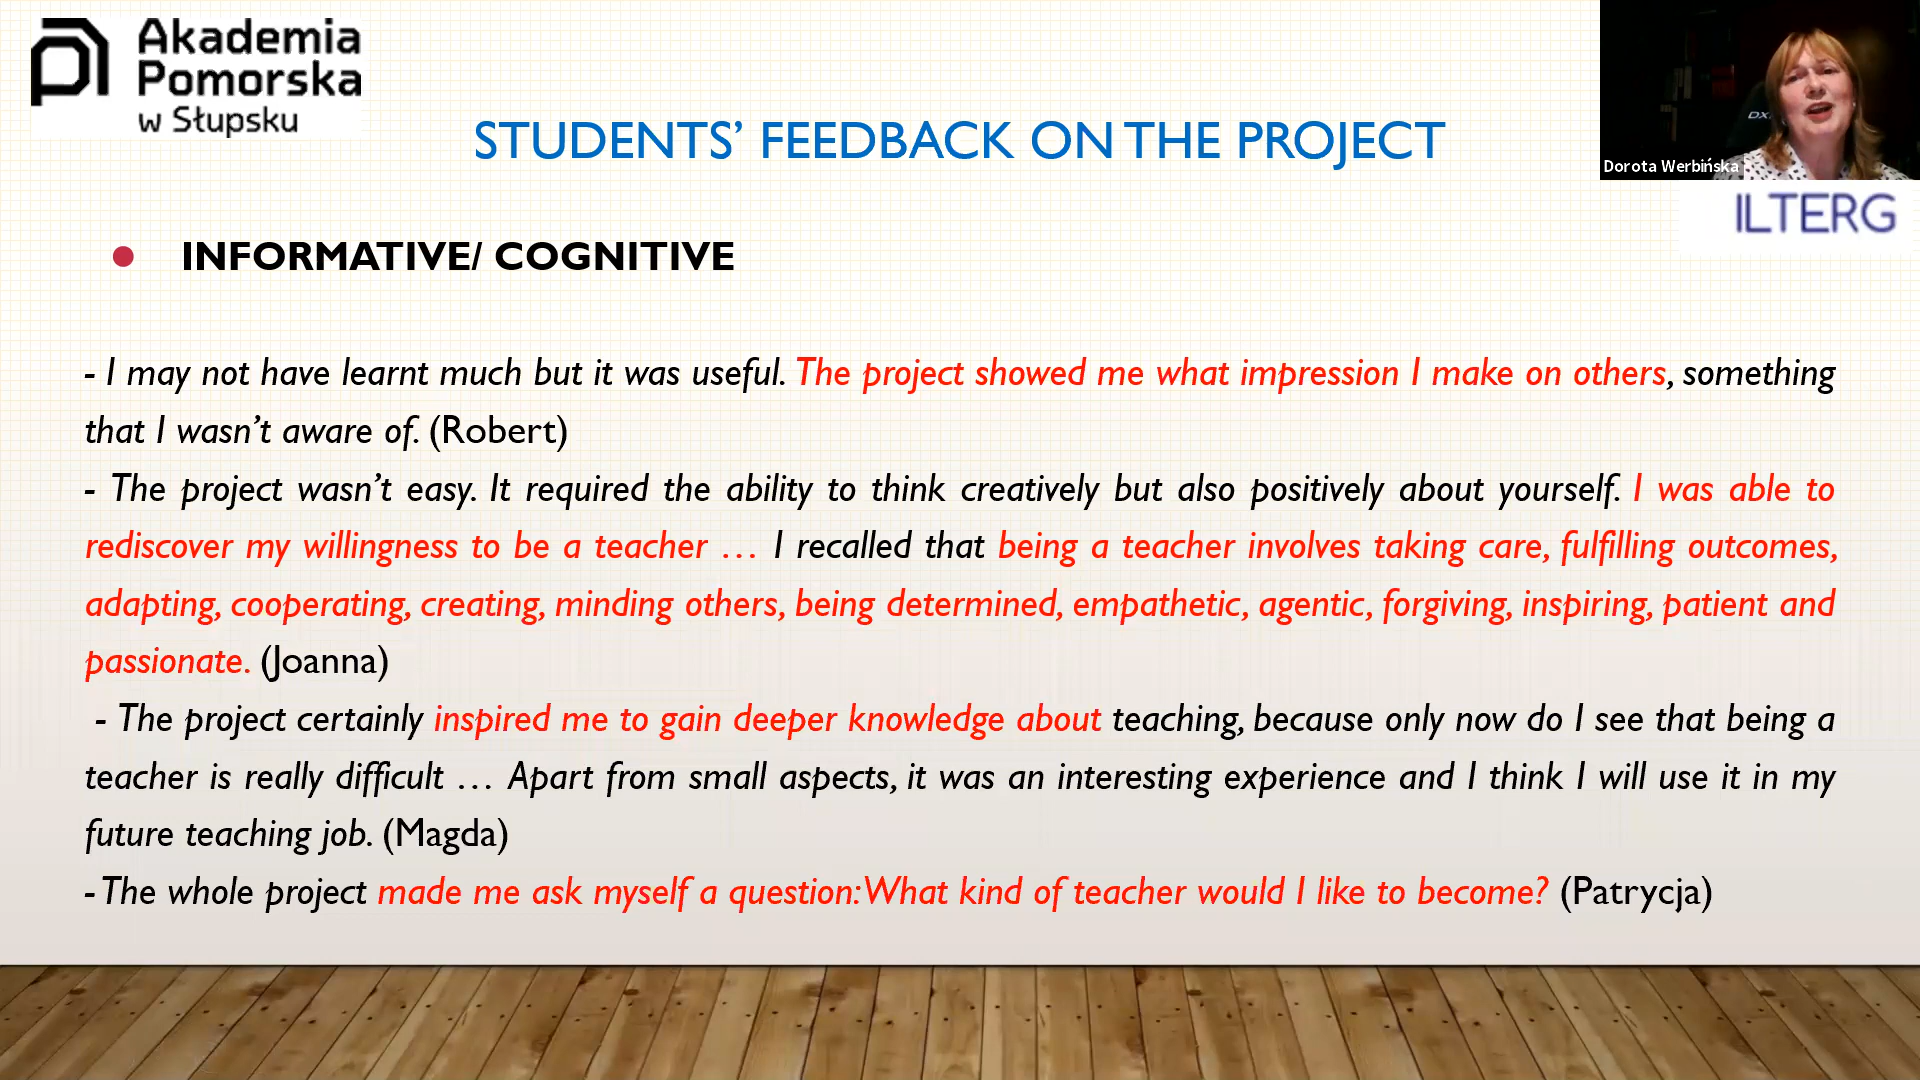 Akademia
Pomorska
w Słupsku
STUDENTS’ FEEDBACK ON THE PROJECT
Dorota Werbińska
ILTERG
● INFORMATIVE/ COGNITIVE
- I may not have learnt much but it was useful. The project showed me what impression I make on others, something
that I wasn’t aware of. (Robert)
- The project wasn’t easy. It required the ability to think creatively but also positively about yourself. I was able to
rediscover my willingness to be a teacher … I recalled that being a teacher involves taking care, fulfilling outcomes,
adapting, cooperating, creating, minding others, being determined, empathetic, agentic, forgiving, inspiring, patient and
passionate. (Joanna)
- The project certainly inspired me to gain deeper knowledge about teaching, because only now do I see that being a
teacher is really difficult … Apart from small aspects, it was an interesting experience and I think I will use it in my
future teaching job. (Magda)
- The whole project made me ask myself a question: What kind of teacher would I like to become? (Patrycja)